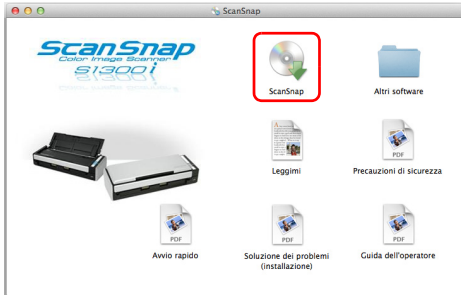 ScanSnap
ScanSnap
Color Image Scanner
S1300i
ScanSnap
Altri software
Leggimi
PDF
Precauzioni di sicurezza
PDF
Avvio rapido
PDF
Soluzione dei problemi
(installazione)
PDF
Guida dell'operatore